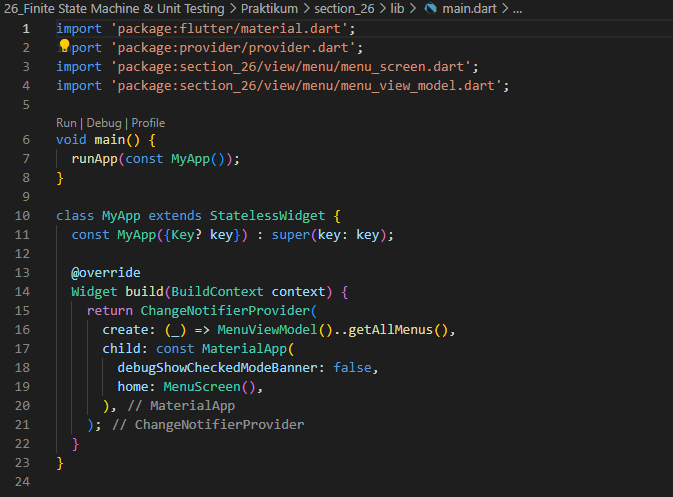 26_Finite State Machine & Unit Testing > Praktikum > section_26 > lib > main.dart > ...
1 import 'package:flutter/material.dart';
2 import 'package:provider/provider.dart';
3 import 'package:section_26/view/menu/menu_screen.dart';
4 import 'package:section_26/view/menu/menu_view_model.dart';
5
Run | Debug | Profile
6 void main() {
7   runApp(const MyApp());
8 }
9
10 class MyApp extends StatelessWidget {
11   const MyApp({Key? key}) : super(key: key);
12
13   @override
14   Widget build(BuildContext context) {
15     return ChangeNotifierProvider(
16       create: (_) => MenuViewModel()..getAllMenus(),
17       child: const MaterialApp(
18         debugShowCheckedModeBanner: false,
19         home: MenuScreen(),
20       ), // MaterialApp
21     ); // ChangeNotifierProvider
22   }
23 }
24